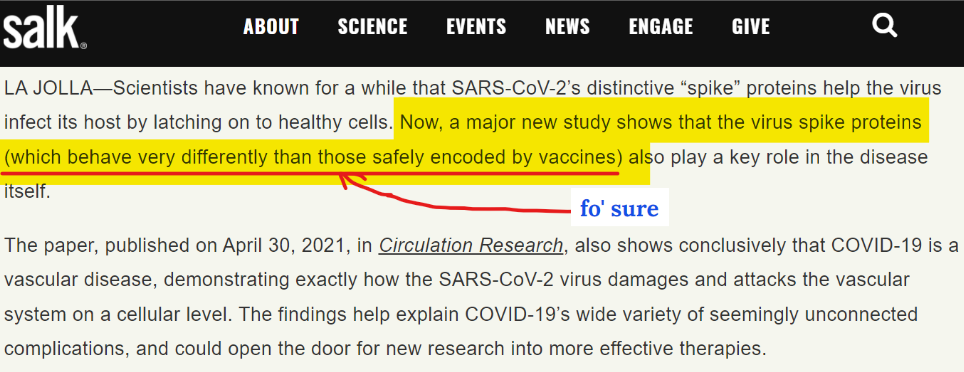 salk®
ABOUT SCIENCE EVENTS NEWS ENGAGE GIVE
LA JOLLA—Scientists have known for a while that SARS-CoV-2’s distinctive “spike” proteins help the virus
infect its host by latching on to healthy cells. Now, a major new study shows that the virus spike proteins
(which behave very differently than those safely encoded by vaccines) also play a key role in the disease
itself.
fo' sure
The paper, published on April 30, 2021, in Circulation Research, also shows conclusively that COVID-19 is a
vascular disease, demonstrating exactly how the SARS-CoV-2 virus damages and attacks the vascular
system on a cellular level. The findings help explain COVID-19’s wide variety of seemingly unconnected
complications, and could open the door for new research into more effective therapies.